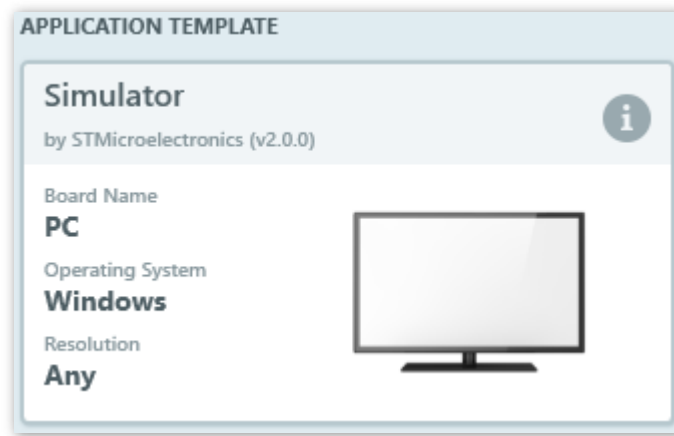 APPLICATION TEMPLATE
Simulator
by STMicroelectronics (v2.0.0)
Board Name
PC
Operating System
Windows
Resolution
Any